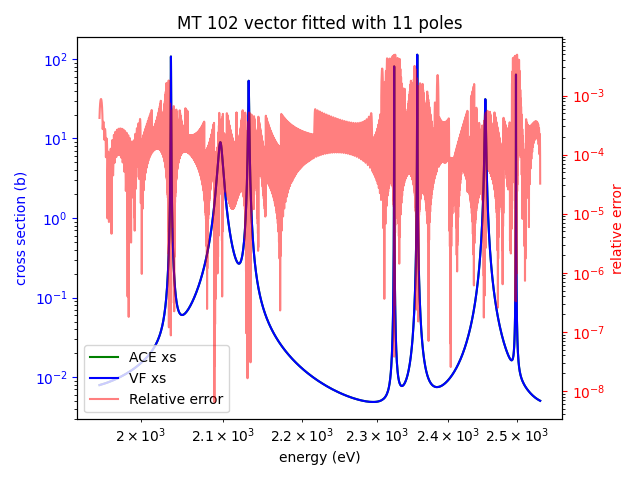 MT 102 vector fitted with 11 poles
cross section (b)
10²
10¹
10⁰
10⁻¹
10⁻²
relative error
10⁻³
10⁻⁴
10⁻⁵
10⁻⁶
10⁻⁷
10⁻⁸
ACE xs
VF xs
Relative error
2 × 10³ 2.1 × 10³ 2.2 × 10³ 2.3 × 10³ 2.4 × 10³ 2.5 × 10³
energy (eV)